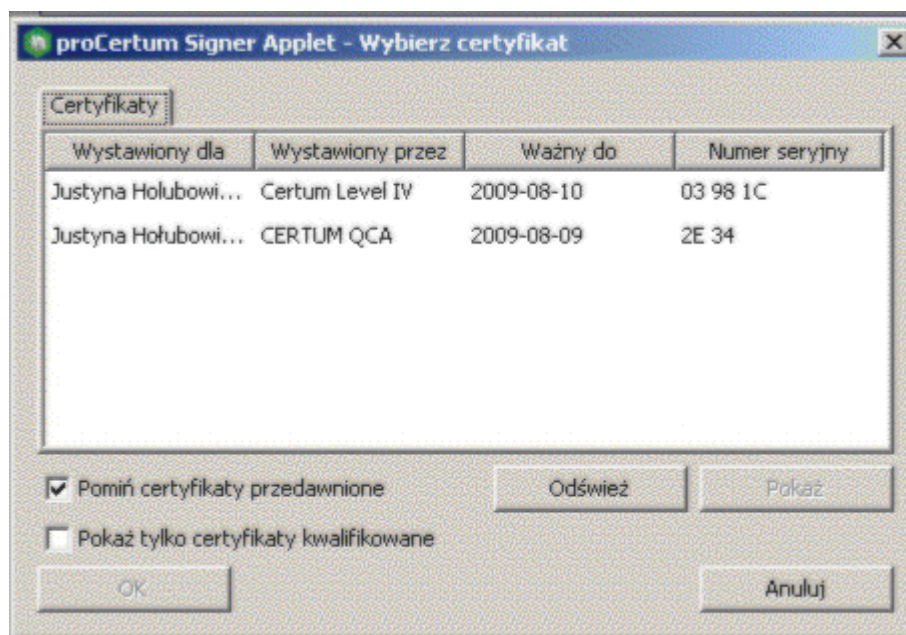 proCertum Signer Applet - Wybierz certyfikat
Certyfikaty
Wystawiony dla Wystawiony przez Ważny do Numer seryjny
Justyna Holubowi... Certum Level IV 2009-08-10 03 98 1C
Justyna Hołubowi... CERTUM QCA 2009-08-09 2E 34
Pomiń certyfikaty przedawnione Odśwież Pokaż
Pokaż tylko certyfikaty kwalifikowane
OK Anuluj